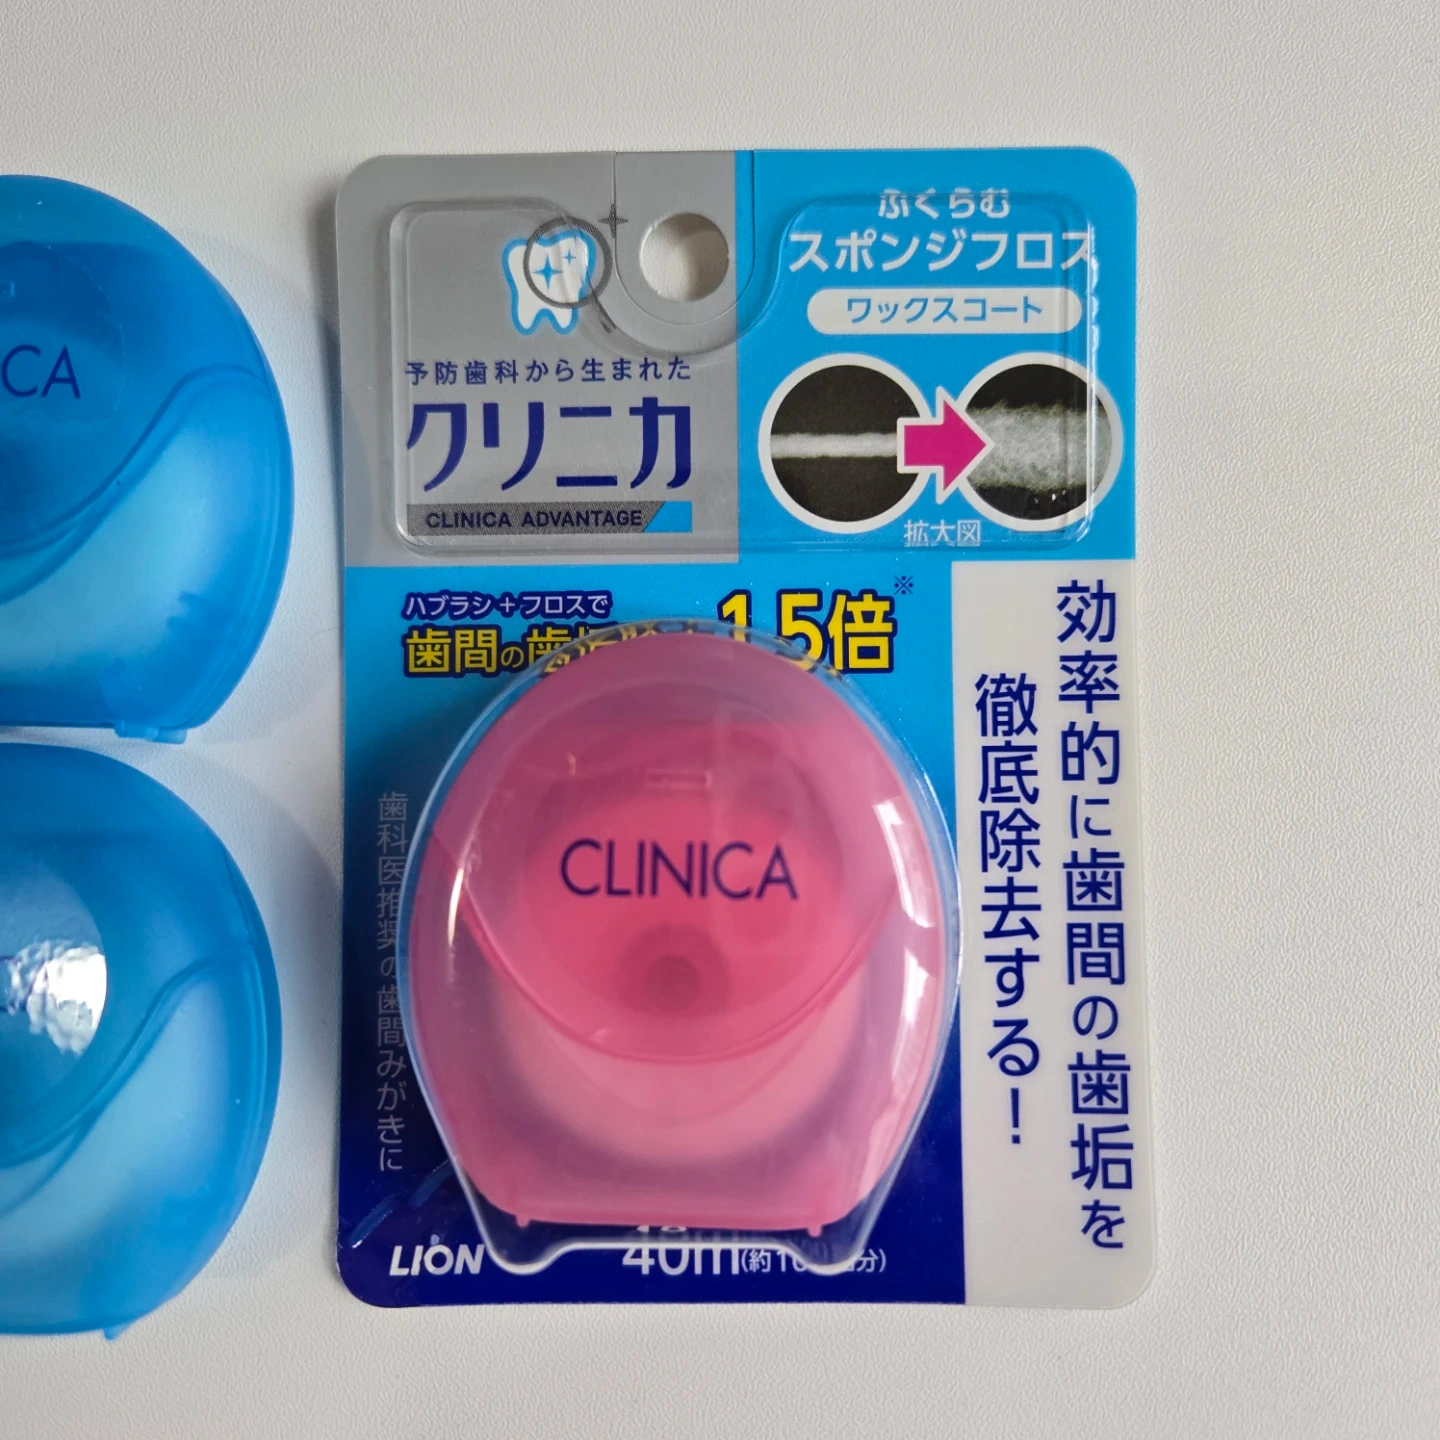 ふくらむ
スポンジフロス
ワックスコート
拡大図
予防歯科から生まれた
クリニカ
CLINICA ADVANTAGE
ハブラシ+フロスで
歯間の歯垢 1.5倍※
効率的に歯間の歯垢を
徹底除去する!
歯科医推奨の歯間みがきに
CLINICA
LION
40m
CA